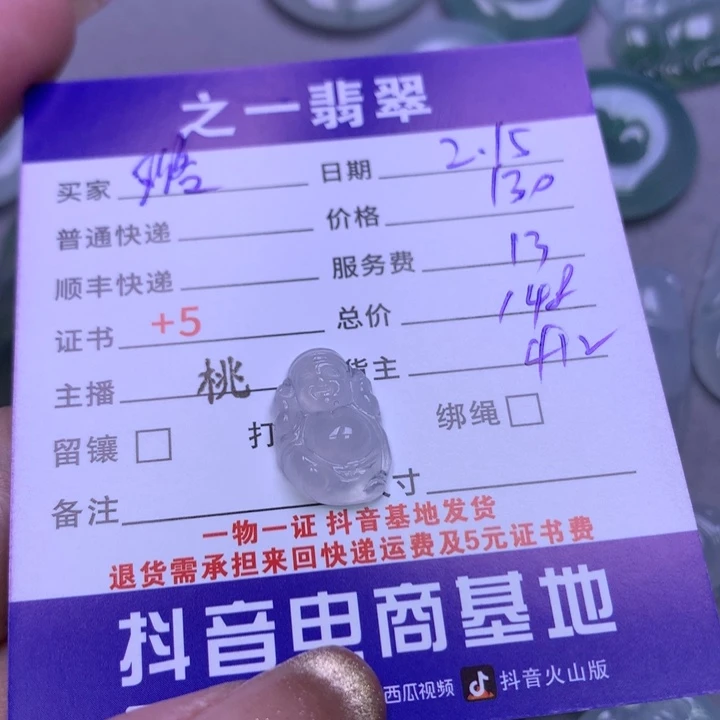 之一翡翠
买家 日期 2.15
普通快递 价格 130
顺丰快递 服务费 13
证书 +5 总价 148
主播 桃 货主 412
留镶 打 绑绳
备注 寸
一物一证 抖音基地发货
退货需承担来回快递运费及5元证书费
抖音电商基地
西瓜视频 抖音火山版